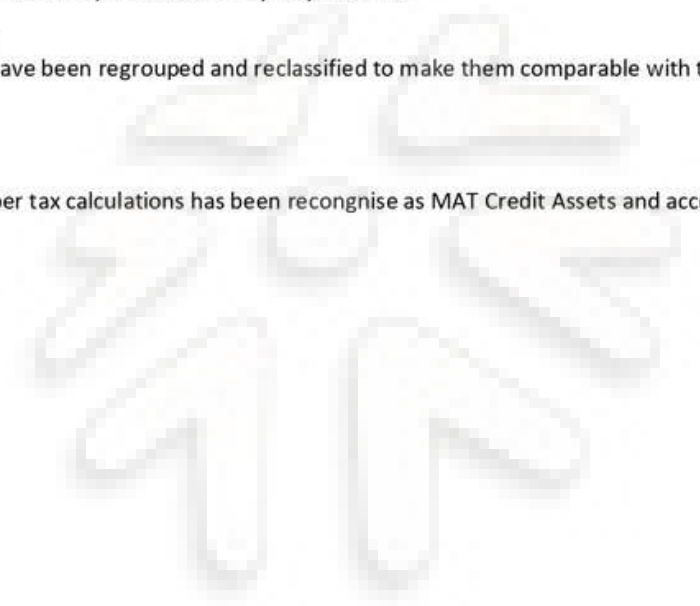 ave been regrouped and reclassified to make them comparable with
er tax calculations has been recongnise as MAT Credit Assets and acc